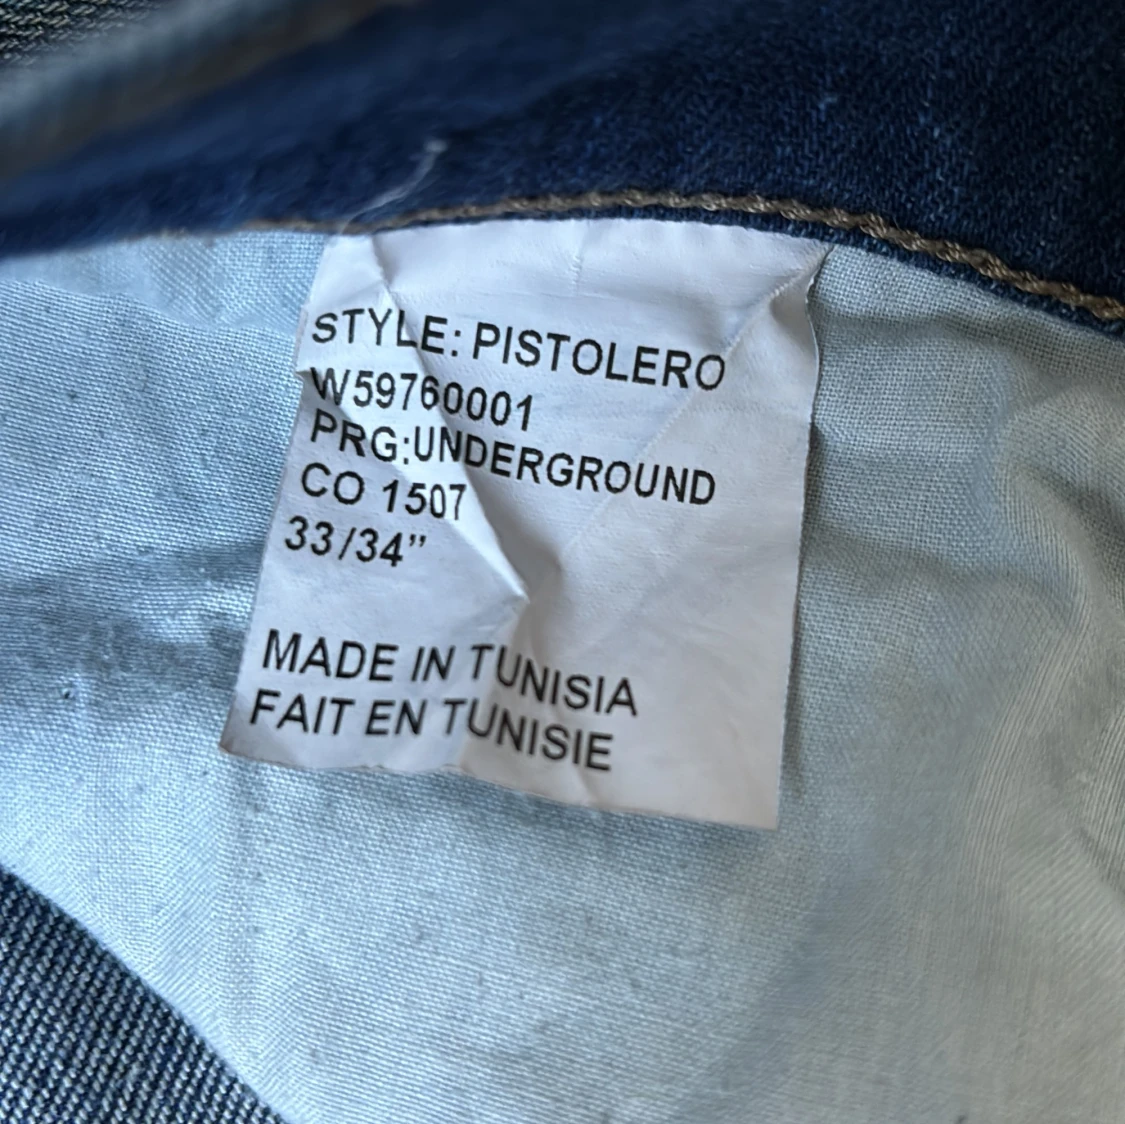 STYLE: PISTOLERO
W59760001
PRG:UNDERGROUND
CO 1507
33/34”
MADE IN TUNISIA
FAIT EN TUNISIE